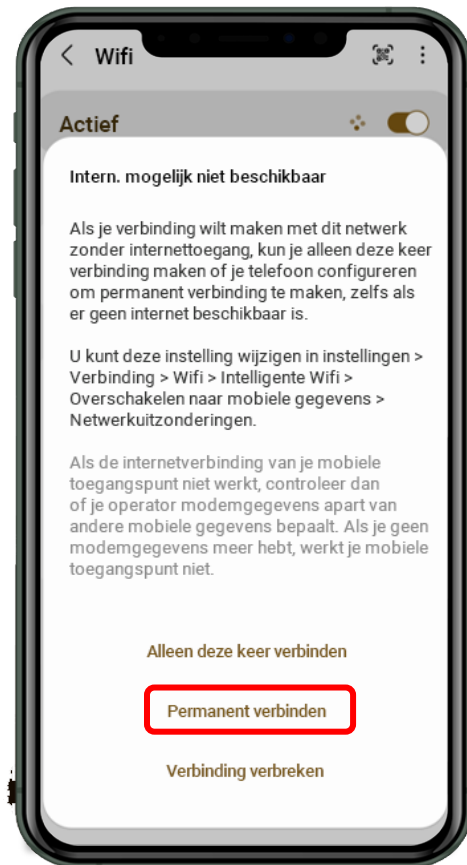 Wifi
Actief
Intern. mogelijk niet beschikbaar
Als je verbinding wilt maken met dit netwerk
zonder internettoegang, kun je alleen deze keer
verbinding maken of je telefoon configureren
om permanent verbinding te maken, zelfs als
er geen internet beschikbaar is.
U kunt deze instelling wijzigen in instellingen >
Verbinding > Wifi > Intelligente Wifi >
Overschakelen naar mobiele gegevens >
Netwerkuitzonderingen.
Als de internetverbinding van je mobiele
toegangspunt niet werkt, controleer dan
of je operator modemgegevens apart van
andere mobiele gegevens bepaalt. Als je geen
modemgegevens meer hebt, werkt je mobiele
toegangspunt niet.
Alleen deze keer verbinden
Permanent verbinden
Verbinding verbreken